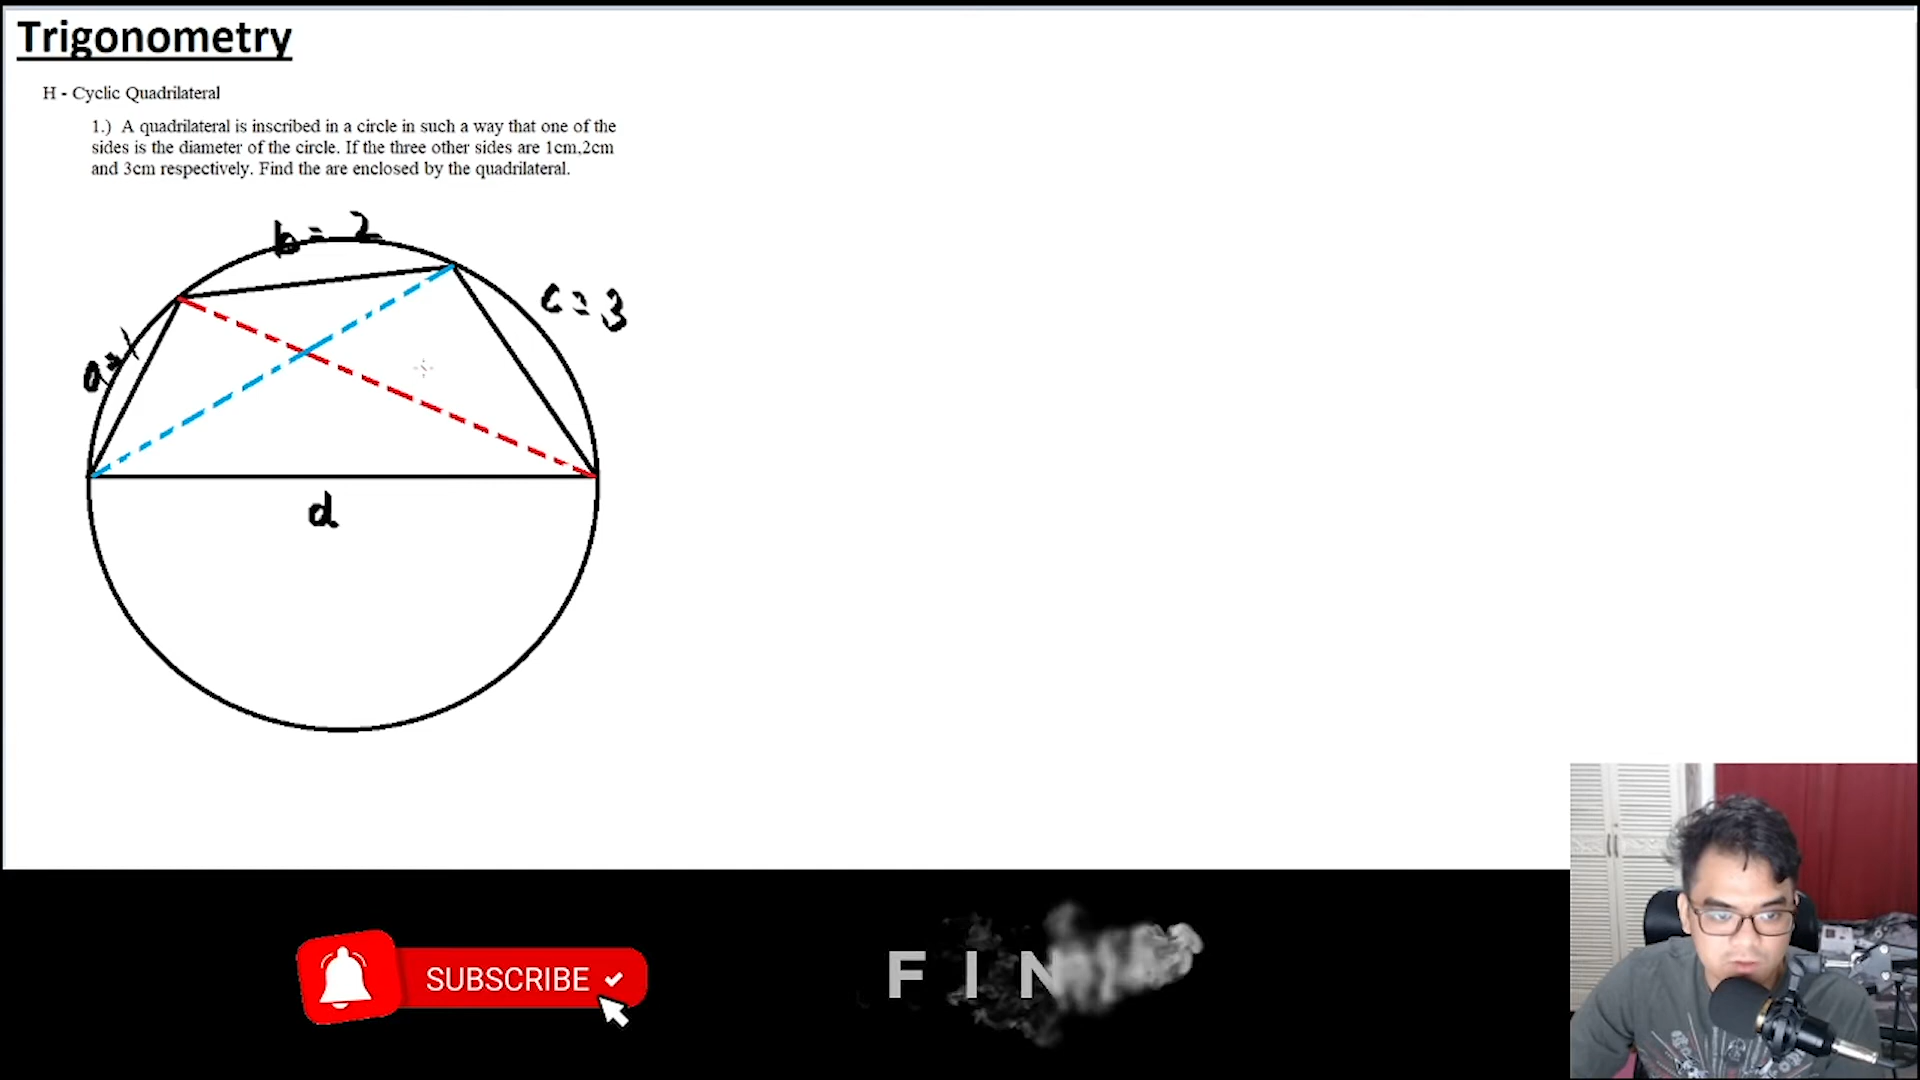 Trigonometry
H - Cyclic Quadrilateral
1.) A quadrilateral is inscribed in a circle in such a way that one of the
sides is the diameter of the circle. If the three other sides are 1cm,2cm
and 3cm respectively. Find the are enclosed by the quadrilateral.
b = 2
c = 3
a = 1
d
SUBSCRIBE
F I N